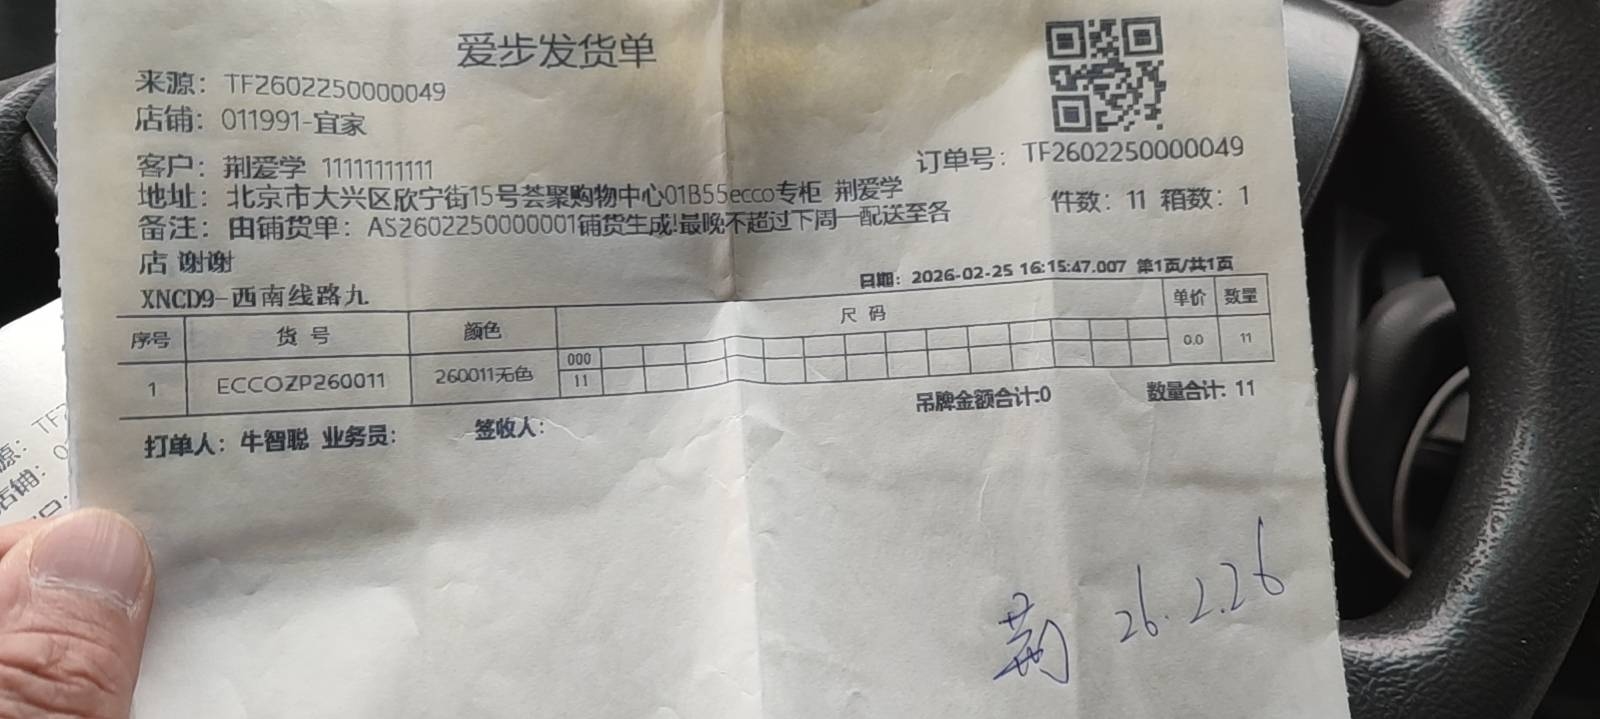 爱步发货单
来源：TF2602250000049
店铺：011991-宜家
客户：荆爱学 11111111111
订单号：TF2602250000049
地址：北京市大兴区欣宁街15号荟聚购物中心01B55ecco专柜 荆爱学
件数：11 箱数：1
备注：由铺货单：AS2602250000001铺货生成!最晚不超过下周一配送至各
店 谢谢
日期：2026-02-25 16:15:47.007 第1页/共1页
XNCD9-西南线路九
序号 货号 颜色 尺码 单价 数量
000
1 ECCOZP260011 260011无色 11 0.0 11
吊牌金额合计:0 数量合计: 11
打单人：牛智聪 业务员： 签收人：
荆 26.2.26
源：TF2
店铺：0